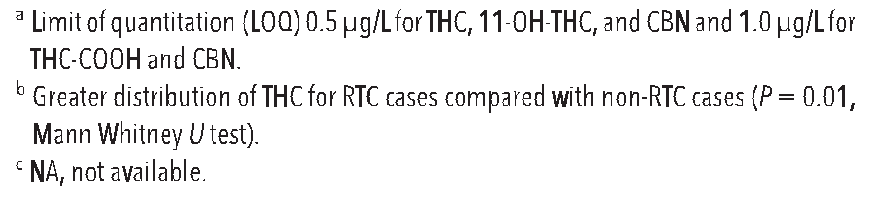 a Limit of quantitation (LOQ) 0.5 µg/L for THC, 11-OH-THC, and CBN and 1.0 µg/L for
THC-COOH and CBN.
b Greater distribution of THC for RTC cases compared with non-RTC cases (P = 0.01,
Mann Whitney U test).
c NA, not available.